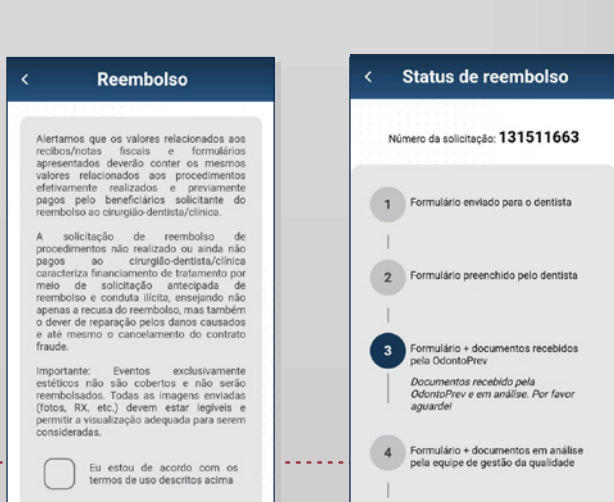 Reembolso
Alertamos que os valores relacionados aos
recibos/notas fiscais e formulários
apresentados deverão conter os mesmos
valores relacionados aos procedimentos
efetivamente realizados e previamente
pagos pelo beneficiários solicitante do
reembolso ao cirurgião-dentista/clínica.
A solicitação de reembolso de
procedimentos não realizado ou ainda não
pagos ao cirurgião-dentista/clínica
caracteriza financiamento de tratamento por
meio de solicitação antecipada de
reembolso e conduta ilícita, ensejando não
apenas a recusa do reembolso, mas também
o dever de reparação pelos danos causados
e até mesmo o cancelamento do contrato
fraude.
Importante: Eventos exclusivamente
estéticos não são cobertos e não serão
reembolsados. Todas as imagens enviadas
(fotos, RX, etc.) devem estar legíveis e
permitir a visualização adequada para serem
consideradas.
Eu estou de acordo com os
termos de uso descritos acima
Status de reembolso
Número da solicitação: 131511663
1 Formulário enviado para o dentista
2 Formulário preenchido pelo dentista
3 Formulário + documentos recebidos
pela OdontoPrev
Documentos recebido pela
OdontoPrev e em análise. Por favor
aguarde!
4 Formulário + documentos em análise
pela equipe de gestão da qualidade